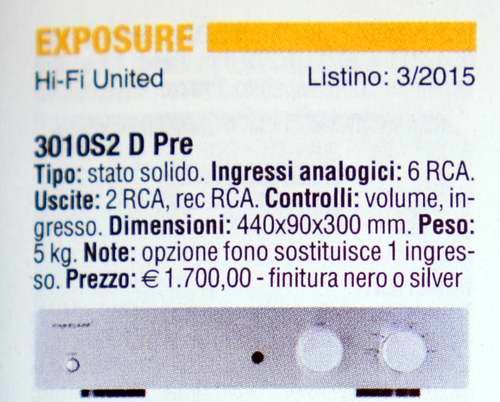 EXPOSURE
Hi-Fi United Listino: 3/2015
3010S2 D Pre
Tipo: stato solido. Ingressi analogici: 6 RCA.
Uscite: 2 RCA, rec RCA. Controlli: volume, in-
gresso. Dimensioni: 440x90x300 mm. Peso:
5 kg. Note: opzione fono sostituisce 1 ingres-
so. Prezzo: € 1.700,00 - finitura nero o silver